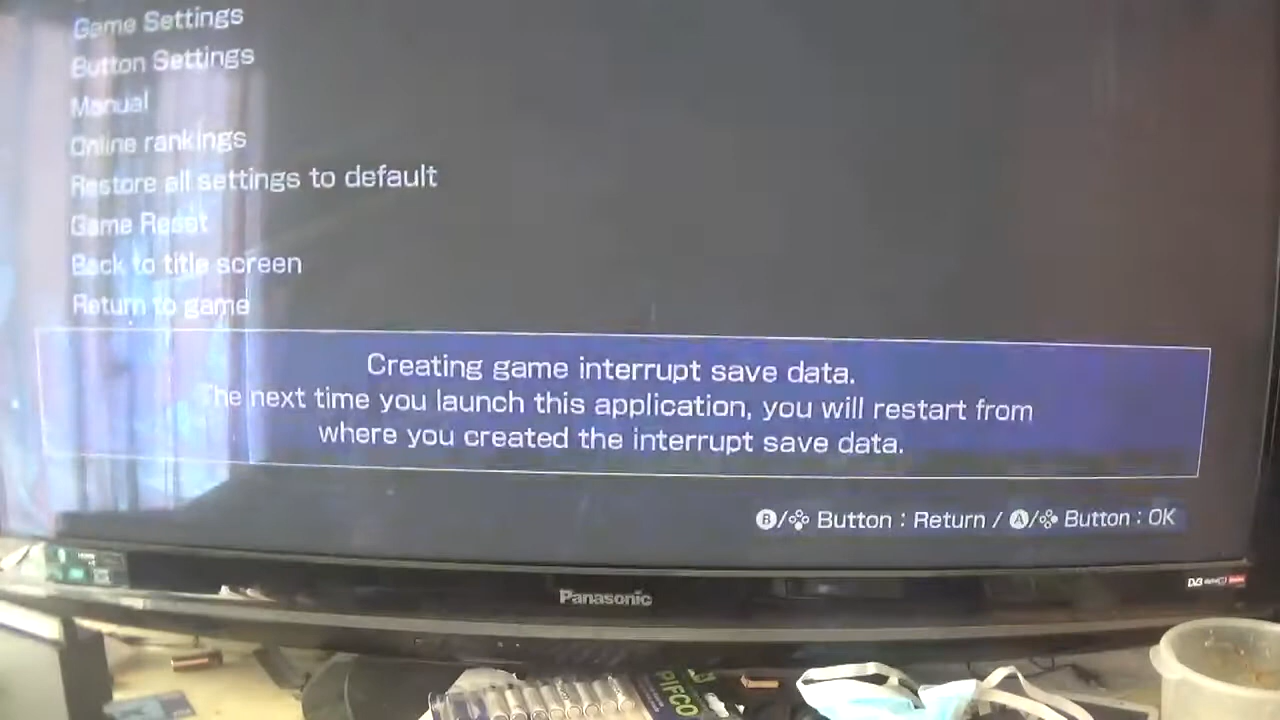 Game Settings
Button Settings
Manual
Online rankings
Restore all settings to default
Game Reset
Back to title screen
Return to game
Creating game interrupt save data.
The next time you launch this application, you will restart from
where you created the interrupt save data.
B/ Button : Return / A/ Button : OK
Panasonic
DVB
PIFCO